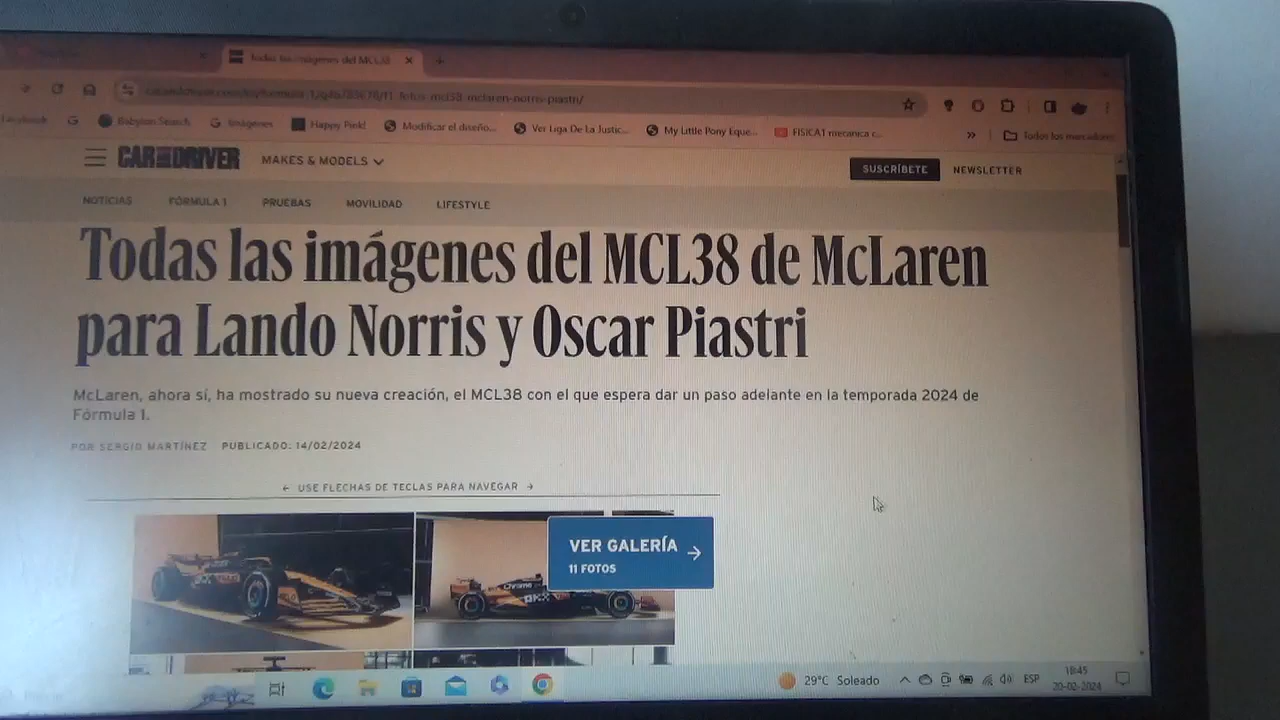 Todas las imágenes del MCL38
-mcl38-mclaren-norris-piastri/
Facebook G Babylon Search G Imágenes Happy Pink! Modificar el diseño... Ver Liga De La Justic... My Little Pony Eque... FISICA1 mecanica c... » Todos los marcadores
CAR AND DRIVER MAKES & MODELS SUSCRÍBETE NEWSLETTER
NOTICIAS FÓRMULA 1 PRUEBAS MOVILIDAD LIFESTYLE
Todas las imágenes del MCL38 de McLaren
para Lando Norris y Oscar Piastri
McLaren, ahora sí, ha mostrado su nueva creación, el MCL38 con el que espera dar un paso adelante en la temporada 2024 de
Fórmula 1.
POR SERGIO MARTÍNEZ PUBLICADO: 14/02/2024
← USE FLECHAS DE TECLAS PARA NAVEGAR →
VER GALERÍA →
11 FOTOS
29°C Soleado ESP
20-02-2024